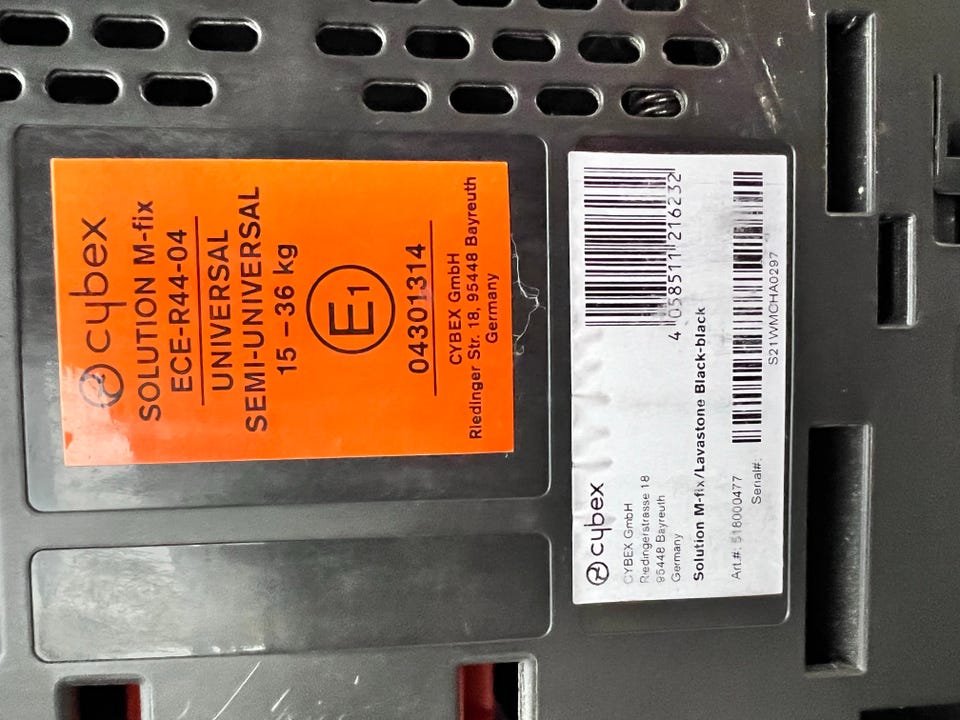 cybex
SOLUTION M-fix
ECE-R44-04
UNIVERSAL
SEMI-UNIVERSAL
15 – 36 kg
E1
04301314
CYBEX GmbH
Riedinger Str. 18, 95448 Bayreuth
Germany
4 058511 216232
cybex
CYBEX GmbH
Riedingerstrasse 18
95448 Bayreuth
Germany
Solution M-fix/Lavastone Black-black
Art.#: 518000477
Serial#: S21WMCHA0297